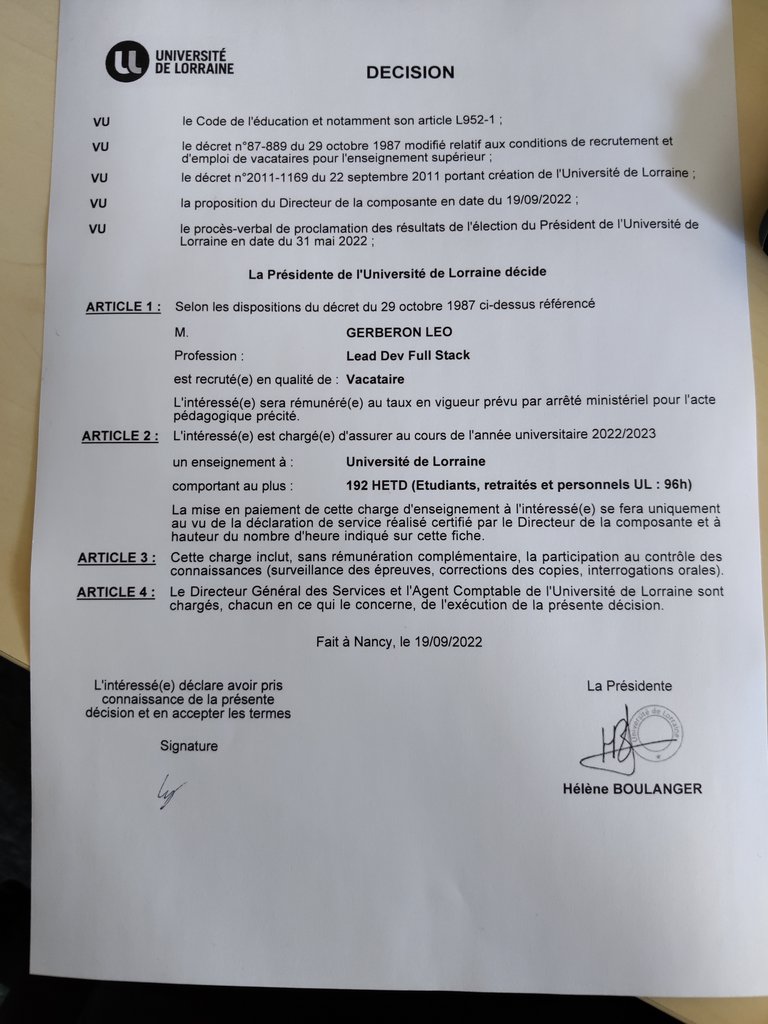 UNIVERSITÉ
DE LORRAINE
DECISION
VU le Code de l'éducation et notamment son article L952-1 ;
VU le décret n°87-889 du 29 octobre 1987 modifié relatif aux conditions de recrutement et
d'emploi de vacataires pour l'enseignement supérieur ;
VU le décret n°2011-1169 du 22 septembre 2011 portant création de l'Université de Lorraine ;
VU la proposition du Directeur de la composante en date du 19/09/2022 ;
VU le procès-verbal de proclamation des résultats de l'élection du Président de l'Université de
Lorraine en date du 31 mai 2022 ;
La Présidente de l'Université de Lorraine décide
ARTICLE 1 : Selon les dispositions du décret du 29 octobre 1987 ci-dessus référencé
M. GERBERON LEO
Profession : Lead Dev Full Stack
est recruté(e) en qualité de : Vacataire
L'intéressé(e) sera rémunéré(e) au taux en vigueur prévu par arrêté ministériel pour l'acte
pédagogique précité.
ARTICLE 2 : L'intéressé(e) est chargé(e) d'assurer au cours de l'année universitaire 2022/2023
un enseignement à : Université de Lorraine
comportant au plus : 192 HETD (Etudiants, retraités et personnels UL : 96h)
La mise en paiement de cette charge d'enseignement à l'intéressé(e) se fera uniquement
au vu de la déclaration de service réalisé certifié par le Directeur de la composante et à
hauteur du nombre d'heure indiqué sur cette fiche.
ARTICLE 3 : Cette charge inclut, sans rémunération complémentaire, la participation au contrôle des
connaissances (surveillance des épreuves, corrections des copies, interrogations orales).
ARTICLE 4 : Le Directeur Général des Services et l'Agent Comptable de l'Université de Lorraine sont
chargés, chacun en ce qui le concerne, de l'exécution de la présente décision.
Fait à Nancy, le 19/09/2022
L'intéressé(e) déclare avoir pris
connaissance de la présente
décision et en accepter les termes
Signature
La Présidente
Université de Lorraine
Hélène BOULANGER